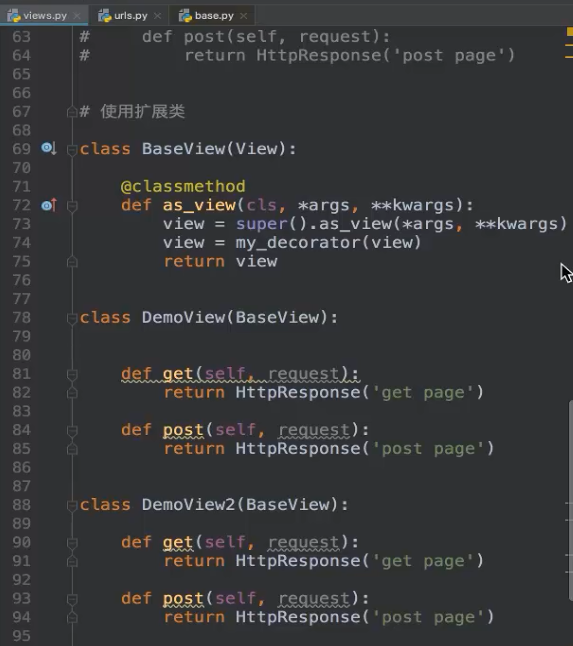 views.py urls.py base.py
63 #     def post(self, request):
64 #         return HttpResponse('post page')
65
66
67 # 使用扩展类
68
69 class BaseView(View):
70
71     @classmethod
72     def as_view(cls, *args, **kwargs):
73         view = super().as_view(*args, **kwargs)
74         view = my_decorator(view)
75         return view
76
77
78 class DemoView(BaseView):
79
80
81     def get(self, request):
82         return HttpResponse('get page')
83
84     def post(self, request):
85         return HttpResponse('post page')
86
87
88 class DemoView2(BaseView):
89
90     def get(self, request):
91         return HttpResponse('get page')
92
93     def post(self, request):
94         return HttpResponse('post page')
95